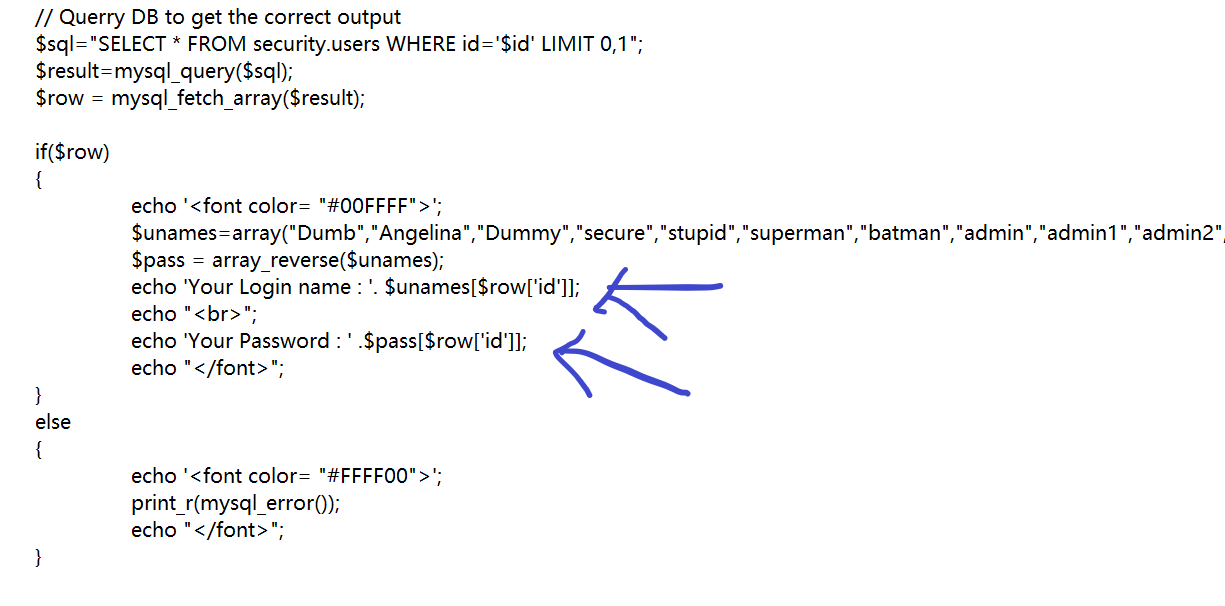 // Querry DB to get the correct output
$sql="SELECT * FROM security.users WHERE id='$id' LIMIT 0,1";
$result=mysql_query($sql);
$row = mysql_fetch_array($result);
if($row)
{
echo '<font color= "#00FFFF">';
$unames=array("Dumb","Angelina","Dummy","secure","stupid","superman","batman","admin","admin1","admin2",
$pass = array_reverse($unames);
echo 'Your Login name : '. $unames[$row['id']];
echo "<br>";
echo 'Your Password : ' .$pass[$row['id']];
echo "</font>";
}
else
{
echo '<font color= "#FFFF00">';
print_r(mysql_error());
echo "</font>";
}